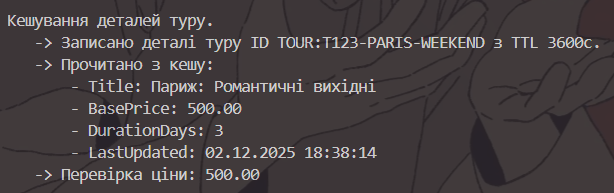 Кешування деталей туру.
-> Записано деталі туру ID TOUR:T123-PARIS-WEEKEND з TTL 3600с.
-> Прочитано з кешу:
- Title: Париж: Романтичні вихідні
- BasePrice: 500.00
- DurationDays: 3
- LastUpdated: 02.12.2025 18:38:14
-> Перевірка ціни: 500.00